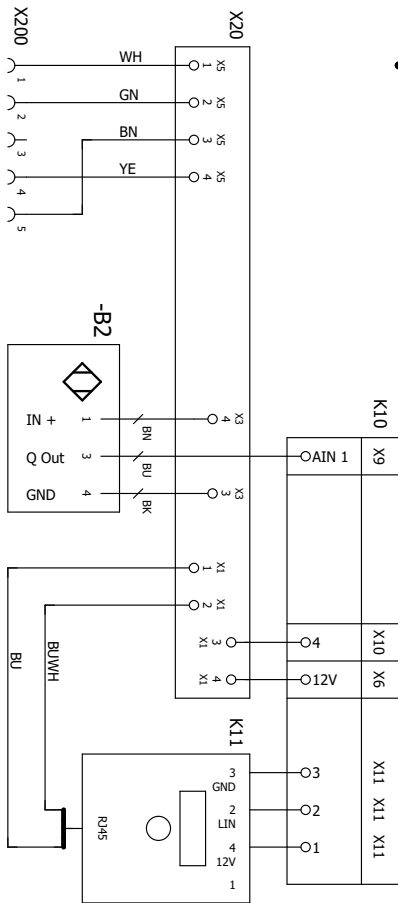 X200
X20
WH
1
1 X5
GN
2
2 X5
BN
3
3 X5
YE
4
4 X5
5
-B2
K10
IN +
1
BN
4 X3
Q Out
3
BU
AIN 1
X9
GND
4
BK
3 X3
1 X1
2 X1
BU
BUWH
X1 3
4
X10
X1 4
12V
X6
K11
RJ45
3
GND
3
X11
2
LIN
2
X11
4
12V
1
X11
1